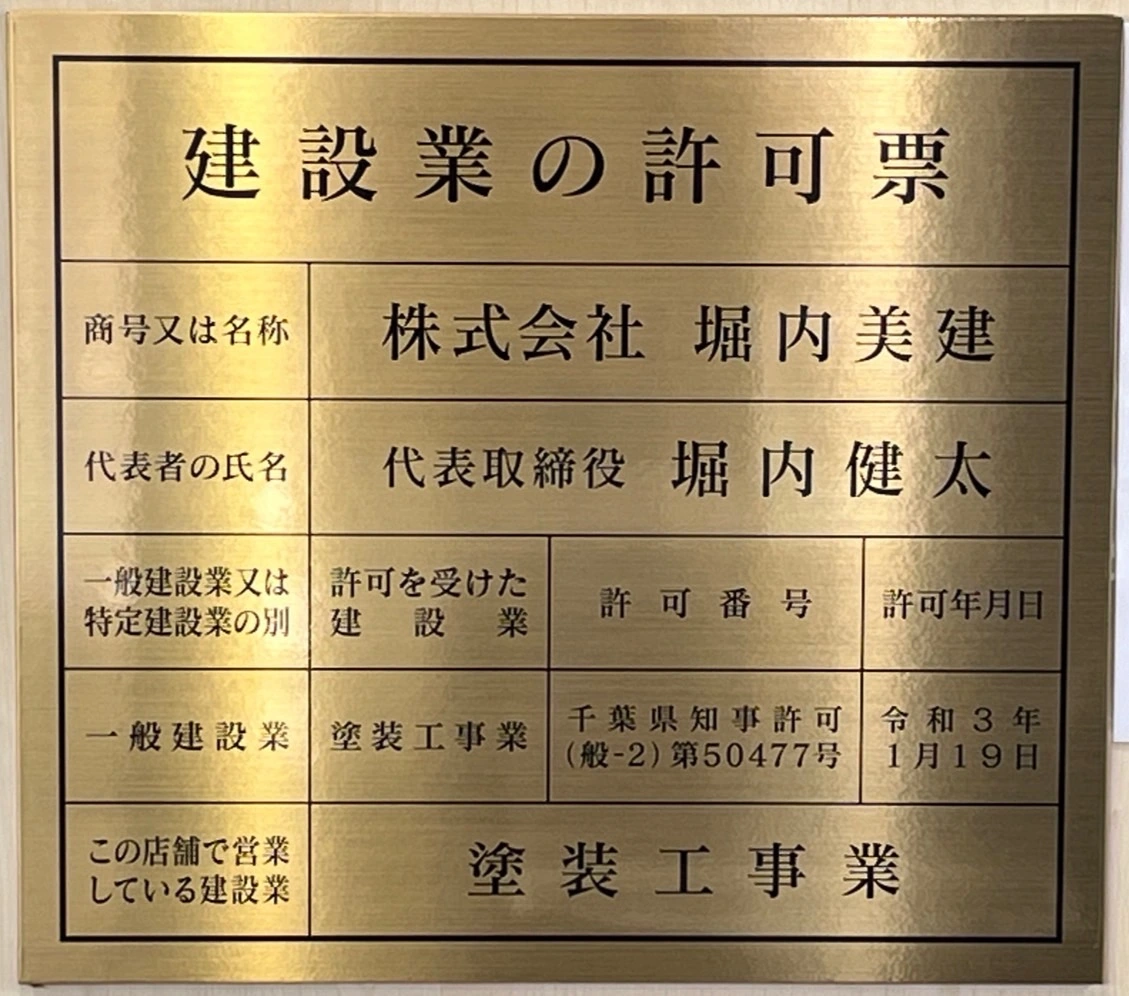 建設業の許可票
商号又は名称
株式会社 堀内美建
代表者の氏名
代表取締役 堀内健太
一般建設業又は
特定建設業の別
許可を受けた
建設業
許可番号
許可年月日
一般建設業
塗装工事業
千葉県知事許可
(般-2)第50477号
令和3年
1月19日
この店舗で営業
している建設業
塗装工事業